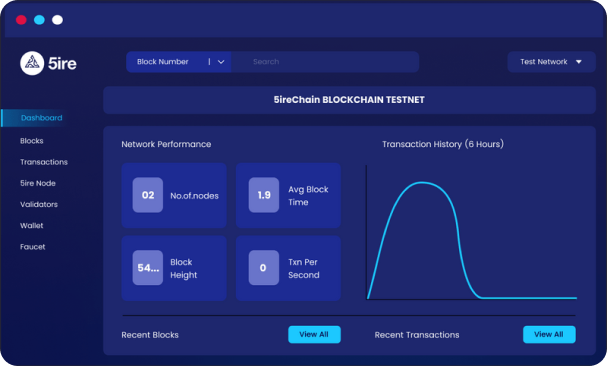 5ire
Block Number
Search
Test Network
5ireChain BLOCKCHAIN TESTNET
Dashboard
Blocks
Transactions
5ire Node
Validators
Wallet
Faucet
Network Performance
02 No.of.nodes
1.9 Avg Block
Time
54... Block
Height
0 Txn Per
Second
Transaction History (6 Hours)
Recent Blocks
View All
Recent Transactions
View All